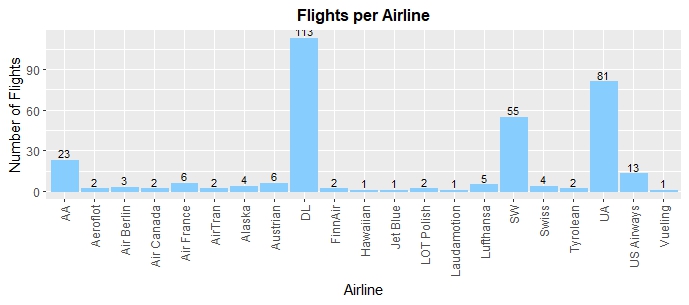 Flights per Airline
Number of Flights
90
60
30
0
23
2
3
2
6
2
4
6
113
2
1
1
2
1
5
55
4
2
81
13
1
AA
Aeroflot
Air Berlin
Air Canada
Air France
AirTran
Alaska
Austrian
DL
FinnAir
Hawaiian
Jet Blue
LOT Polish
Laudamotion
Lufthansa
SW
Swiss
Tyrolean
UA
US Airways
Vueling
Airline